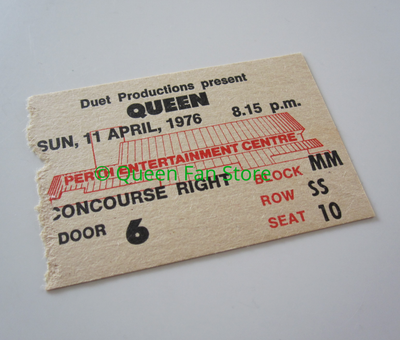 Duet Productions present
QUEEN
SUN, 11 APRIL, 1976 8.15 p.m.
PERTH ENTERTAINMENT CENTRE
© Queen Fan Store
CONCOURSE RIGHT BLOCK MM
ROW SS
DOOR 6 SEAT 10